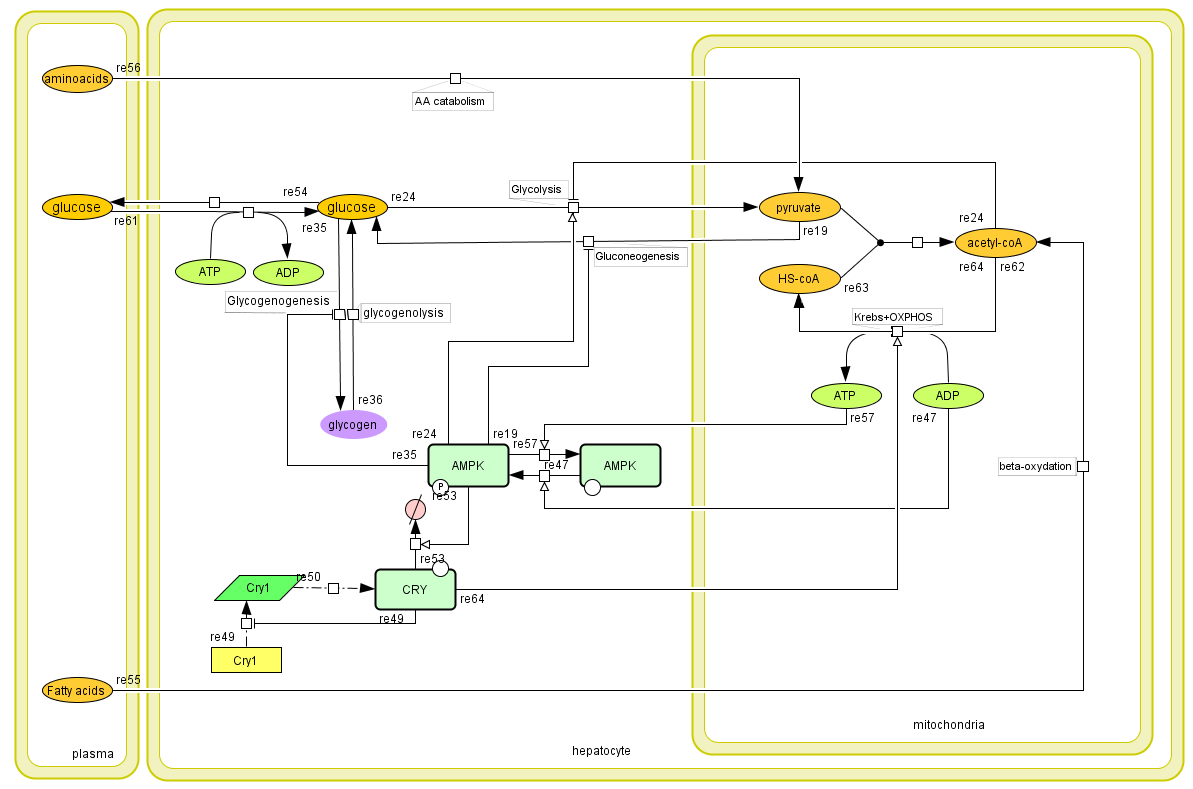 re56
aminoacids
AA catabolism
re54
re24
Glycolysis
glucose
glucose
pyruvate
re61
re35
re19
re24
acetyl-coA
Gluconeogenesis
re64
re62
ATP
ADP
HS-coA
re63
Glycogenogenesis
glycogenolysis
Krebs+OXPHOS
re36
ATP
ADP
glycogen
re57
re47
re24
re19
re57
re35
AMPK
re47
AMPK
beta-oxydation
P
re53
re53
re50
Cry1
CRY
re64
re49
re49
Cry1
re55
Fatty acids
mitochondria
hepatocyte
plasma